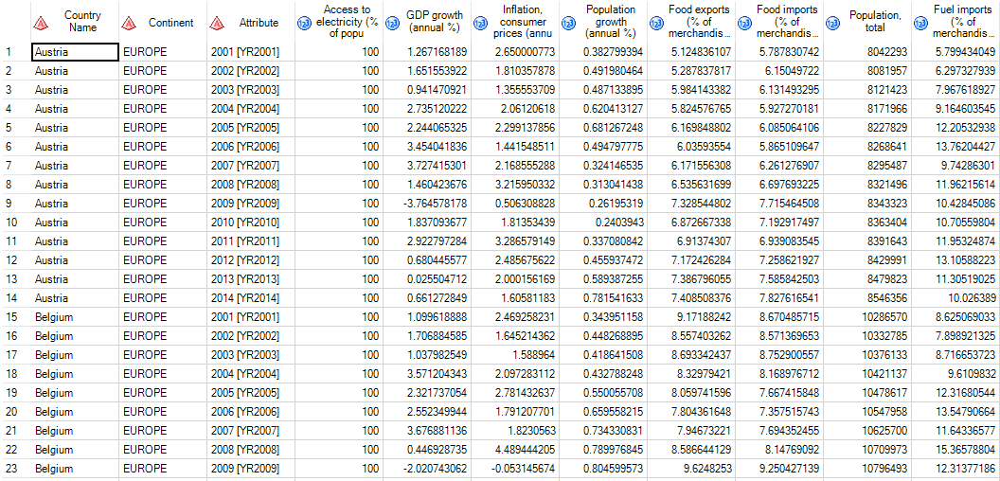 Country Name Continent Attribute Access to electricity (% of popu GDP growth (annual %) Inflation, consumer prices (annu Population growth (annual %) Food exports (% of merchandis... Food imports (% of merchandis... Population, total Fuel imports (% of merchandis...
1 Austria EUROPE 2001 [YR2001] 100 1.267168189 2.650000773 0.382799394 5.124836107 5.787830742 8042293 5.799434049
2 Austria EUROPE 2002 [YR2002] 100 1.651553922 1.810357878 0.491980464 5.287837817 6.15049722 8081957 6.297327939
3 Austria EUROPE 2003 [YR2003] 100 0.941470921 1.355553709 0.487133895 5.984143382 6.131493295 8121423 7.967618927
4 Austria EUROPE 2004 [YR2004] 100 2.735120222 2.06120618 0.620413127 5.824576765 5.927270181 8171966 9.164603545
5 Austria EUROPE 2005 [YR2005] 100 2.244065325 2.299137856 0.681267248 6.169848802 6.085064106 8227829 12.20532938
6 Austria EUROPE 2006 [YR2006] 100 3.454041836 1.441548511 0.494797775 6.03593554 5.865109647 8268641 13.76204427
7 Austria EUROPE 2007 [YR2007] 100 3.727415301 2.168555288 0.324146535 6.171556308 6.261276907 8295487 9.74286301
8 Austria EUROPE 2008 [YR2008] 100 1.460423676 3.215950332 0.313041438 6.535631699 6.697693225 8321496 11.96215614
9 Austria EUROPE 2009 [YR2009] 100 -3.764578178 0.506308828 0.26195319 7.328544802 7.715464508 8343323 10.42845086
10 Austria EUROPE 2010 [YR2010] 100 1.837093677 1.81353439 0.2403943 6.872667338 7.192917497 8363404 10.70559804
11 Austria EUROPE 2011 [YR2011] 100 2.922797284 3.286579149 0.337080842 6.91374307 6.939083545 8391643 11.95324874
12 Austria EUROPE 2012 [YR2012] 100 0.680445577 2.485675622 0.455937472 7.172426284 7.258621927 8429991 13.10588223
13 Austria EUROPE 2013 [YR2013] 100 0.025504712 2.000156169 0.589387255 7.386796055 7.585842503 8479823 11.30519025
14 Austria EUROPE 2014 [YR2014] 100 0.661272849 1.60581183 0.781541633 7.408508376 7.827616541 8546356 10.026389
15 Belgium EUROPE 2001 [YR2001] 100 1.099618888 2.469258231 0.343951158 9.17188242 8.670485715 10286570 8.625069033
16 Belgium EUROPE 2002 [YR2002] 100 1.706884585 1.645214362 0.448268895 8.557403262 8.571369653 10332785 7.898921325
17 Belgium EUROPE 2003 [YR2003] 100 1.037982549 1.588964 0.418641508 8.693342437 8.752900557 10376133 8.716653723
18 Belgium EUROPE 2004 [YR2004] 100 3.571204343 2.097283112 0.432788248 8.32979421 8.168976712 10421137 9.6109832
19 Belgium EUROPE 2005 [YR2005] 100 2.321737054 2.781432637 0.550055708 8.059741596 7.667415848 10478617 12.31680544
20 Belgium EUROPE 2006 [YR2006] 100 2.552349944 1.791207701 0.659558215 7.804361648 7.357515743 10547958 13.54790664
21 Belgium EUROPE 2007 [YR2007] 100 3.676881136 1.8230563 0.734330831 7.94673221 7.694352455 10625700 11.64336577
22 Belgium EUROPE 2008 [YR2008] 100 0.446928735 4.489444205 0.789976845 8.586644129 8.14769092 10709973 15.36578804
23 Belgium EUROPE 2009 [YR2009] 100 -2.020743062 -0.053145674 0.804599573 9.6248253 9.250427139 10796493 12.31377186